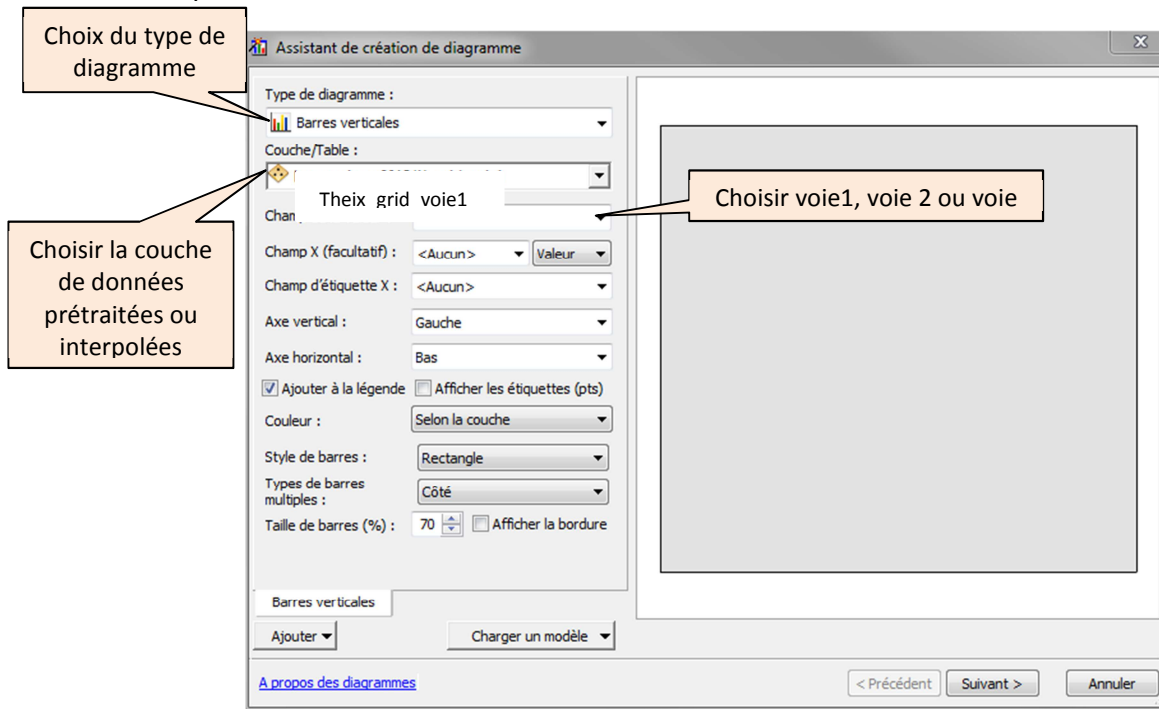 Choix du type de
diagramme
Assistant de création de diagramme
Type de diagramme :
Barres verticales
Couche/Table :
Theix_grid_voie1
Choisir voie1, voie 2 ou voie
Champ X (facultatif) : <Aucun> Valeur
Champ d'étiquette X : <Aucun>
Choisir la couche
de données
prétraitées ou
interpolées
Axe vertical : Gauche
Axe horizontal : Bas
Ajouter à la légende Afficher les étiquettes (pts)
Couleur : Selon la couche
Style de barres : Rectangle
Types de barres
multiples : Côté
Taille de barres (%) : 70 Afficher la bordure
Barres verticales
Ajouter Charger un modèle
A propos des diagrammes < Précédent Suivant > Annuler